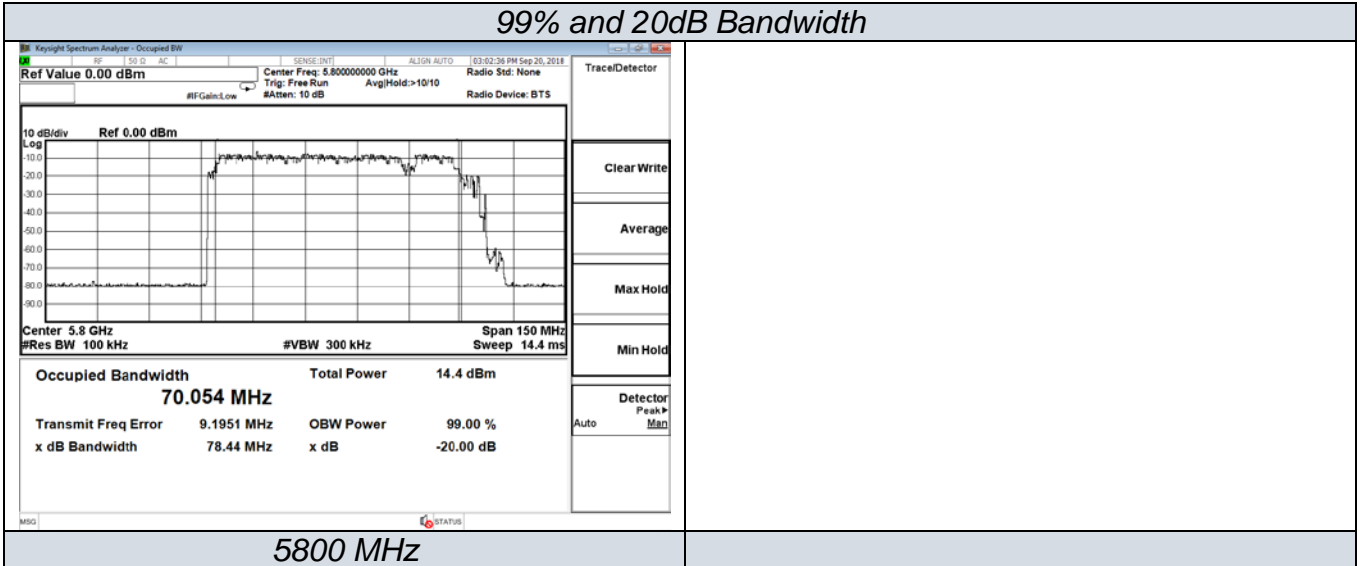 99% and 20dB Bandwidth
Keysight Spectrum Analyzer - Occupied BW
RF 50 Ω AC SENSE:INT ALIGN AUTO 03:02:36 PM Sep 20, 2018
Ref Value 0.00 dBm
Center Freq: 5.800000000 GHz
Radio Std: None
Trig: Free Run Avg|Hold:>10/10
#IFGain:Low #Atten: 10 dB Radio Device: BTS
Trace/Detector
10 dB/div Ref 0.00 dBm
Log
-10.0
-20.0
-30.0
-40.0
-50.0
-60.0
-70.0
-80.0
-90.0
Center 5.8 GHz Span 150 MHz
#Res BW 100 kHz #VBW 300 kHz Sweep 14.4 ms
Clear Write
Average
Max Hold
Min Hold
Detector
Peak▶
Auto Man
Occupied Bandwidth Total Power 14.4 dBm
70.054 MHz
Transmit Freq Error 9.1951 MHz OBW Power 99.00 %
x dB Bandwidth 78.44 MHz x dB -20.00 dB
MSG STATUS
5800 MHz